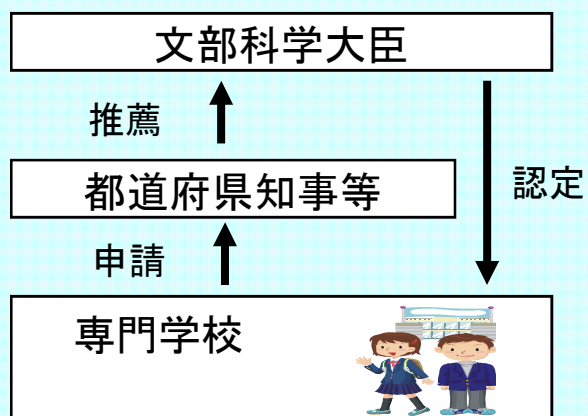 文部科学大臣
推薦
都道府県知事等
認定
申請
専門学校